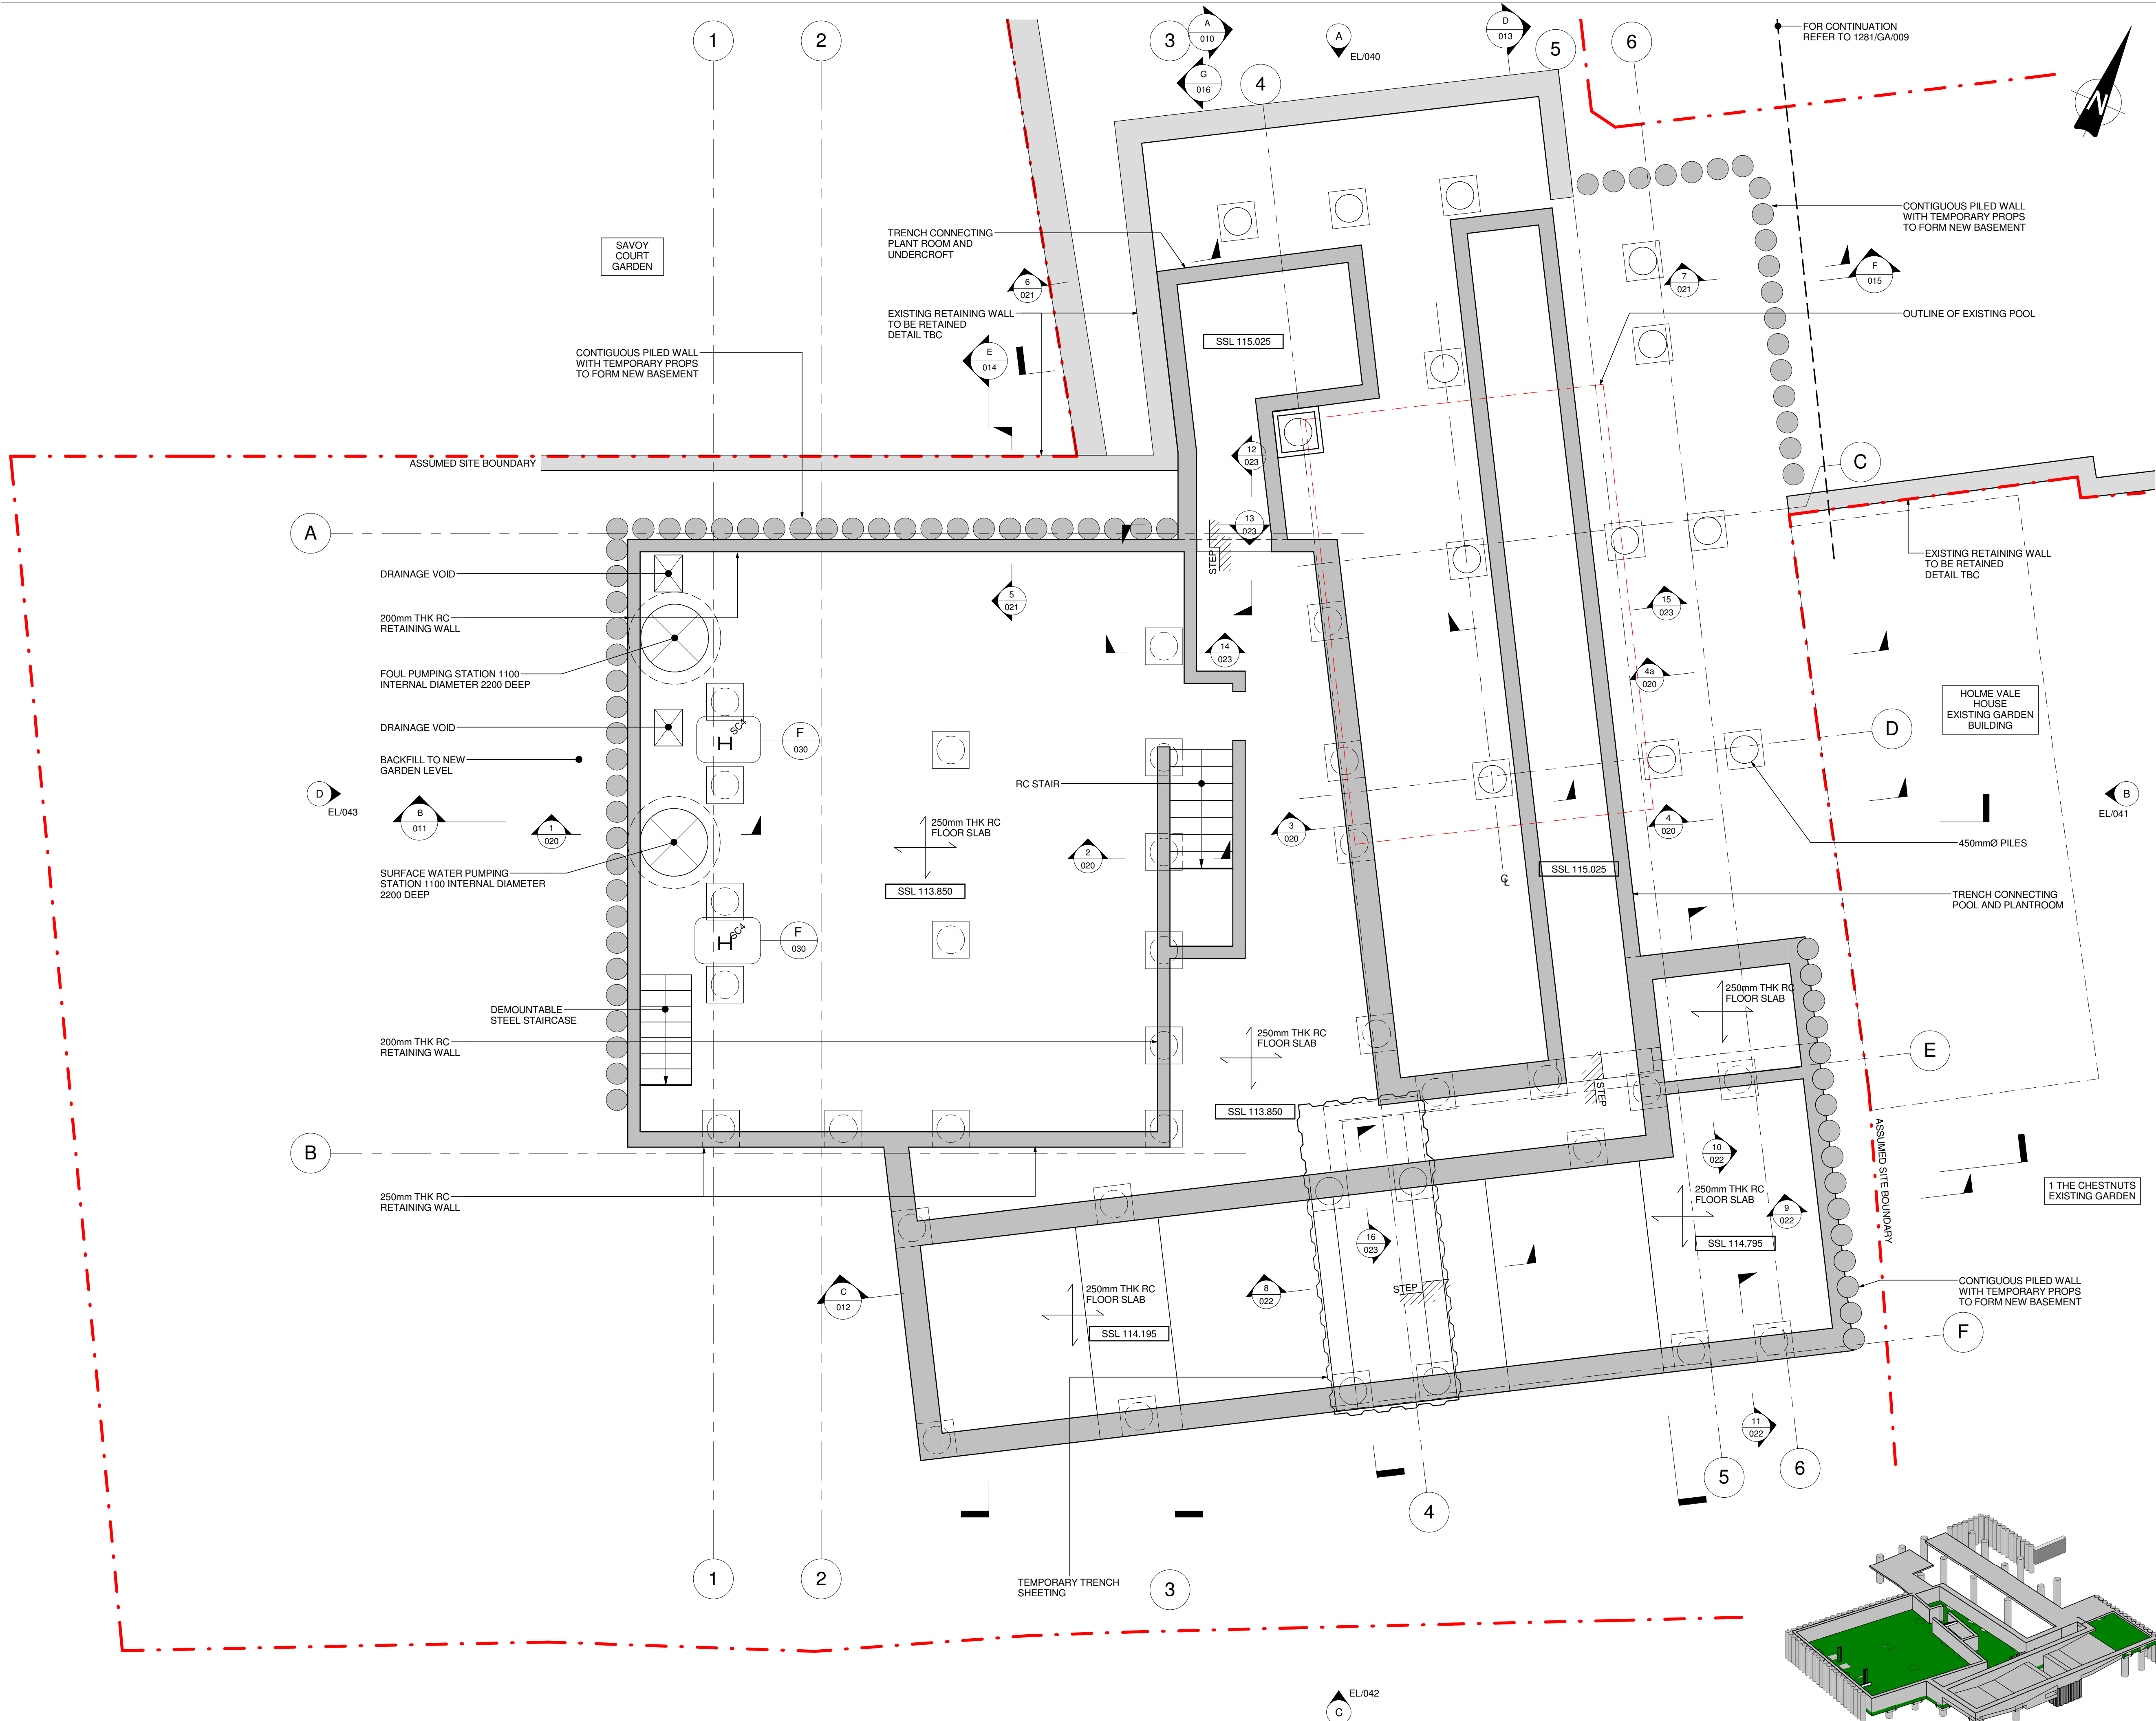 1
2
3
A
010
G
016
A
EL/040
D
013
4
5
6
FOR CONTINUATION
REFER TO 1281/GA/009
N
SAVOY
COURT
GARDEN
TRENCH CONNECTING
PLANT ROOM AND
UNDERCROFT
6
021
EXISTING RETAINING WALL
TO BE RETAINED
DETAIL TBC
E
014
CONTIGUOUS PILED WALL
WITH TEMPORARY PROPS
TO FORM NEW BASEMENT
SSL 115.025
CONTIGUOUS PILED WALL
WITH TEMPORARY PROPS
TO FORM NEW BASEMENT
7
021
F
015
OUTLINE OF EXISTING POOL
ASSUMED SITE BOUNDARY
12
023
C
A
13
023
STEP
EXISTING RETAINING WALL
TO BE RETAINED
DETAIL TBC
DRAINAGE VOID
200mm THK RC
RETAINING WALL
5
021
15
023
14
023
FOUL PUMPING STATION 1100
INTERNAL DIAMETER 2200 DEEP
4a
020
HOLME VALE
HOUSE
EXISTING GARDEN
BUILDING
DRAINAGE VOID
SC4
F
030
D
BACKFILL TO NEW
GARDEN LEVEL
RC STAIR
D
EL/043
B
011
1
020
250mm THK RC
FLOOR SLAB
2
020
3
020
4
020
B
EL/041
450mmØ PILES
SURFACE WATER PUMPING
STATION 1100 INTERNAL DIAMETER
2200 DEEP
SSL 113.850
CL
SSL 115.025
TRENCH CONNECTING
POOL AND PLANTROOM
SC4
F
030
DEMOUNTABLE
STEEL STAIRCASE
250mm THK RC
FLOOR SLAB
200mm THK RC
RETAINING WALL
250mm THK RC
FLOOR SLAB
E
STEP
SSL 113.850
ASSUMED SITE BOUNDARY
B
10
022
250mm THK RC
RETAINING WALL
250mm THK RC
FLOOR SLAB
9
022
1 THE CHESTNUTS
EXISTING GARDEN
16
023
SSL 114.795
C
012
250mm THK RC
FLOOR SLAB
8
022
STEP
CONTIGUOUS PILED WALL
WITH TEMPORARY PROPS
TO FORM NEW BASEMENT
SSL 114.195
F
11
022
5
6
4
1
2
3
TEMPORARY TRENCH
SHEETING
EL/042
C